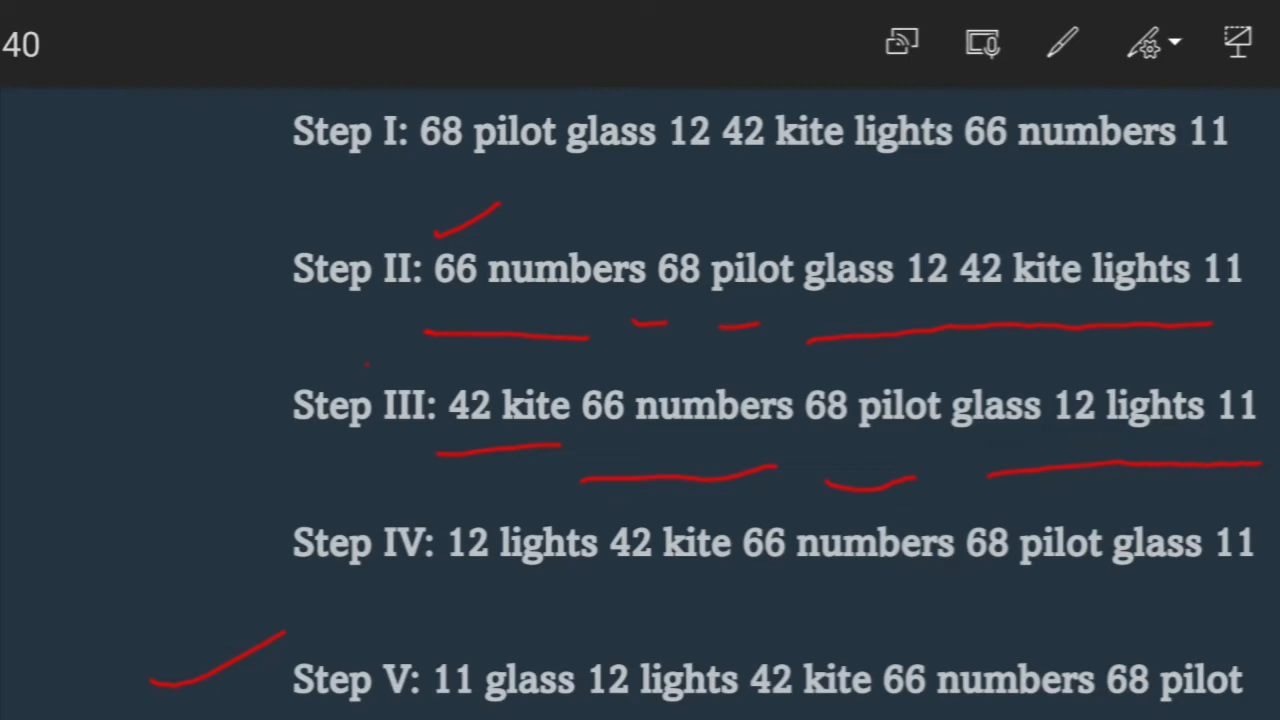 40
Step I: 68 pilot glass 12 42 kite lights 66 numbers 11
Step II: 66 numbers 68 pilot glass 12 42 kite lights 11
Step III: 42 kite 66 numbers 68 pilot glass 12 lights 11
Step IV: 12 lights 42 kite 66 numbers 68 pilot glass 11
Step V: 11 glass 12 lights 42 kite 66 numbers 68 pilot